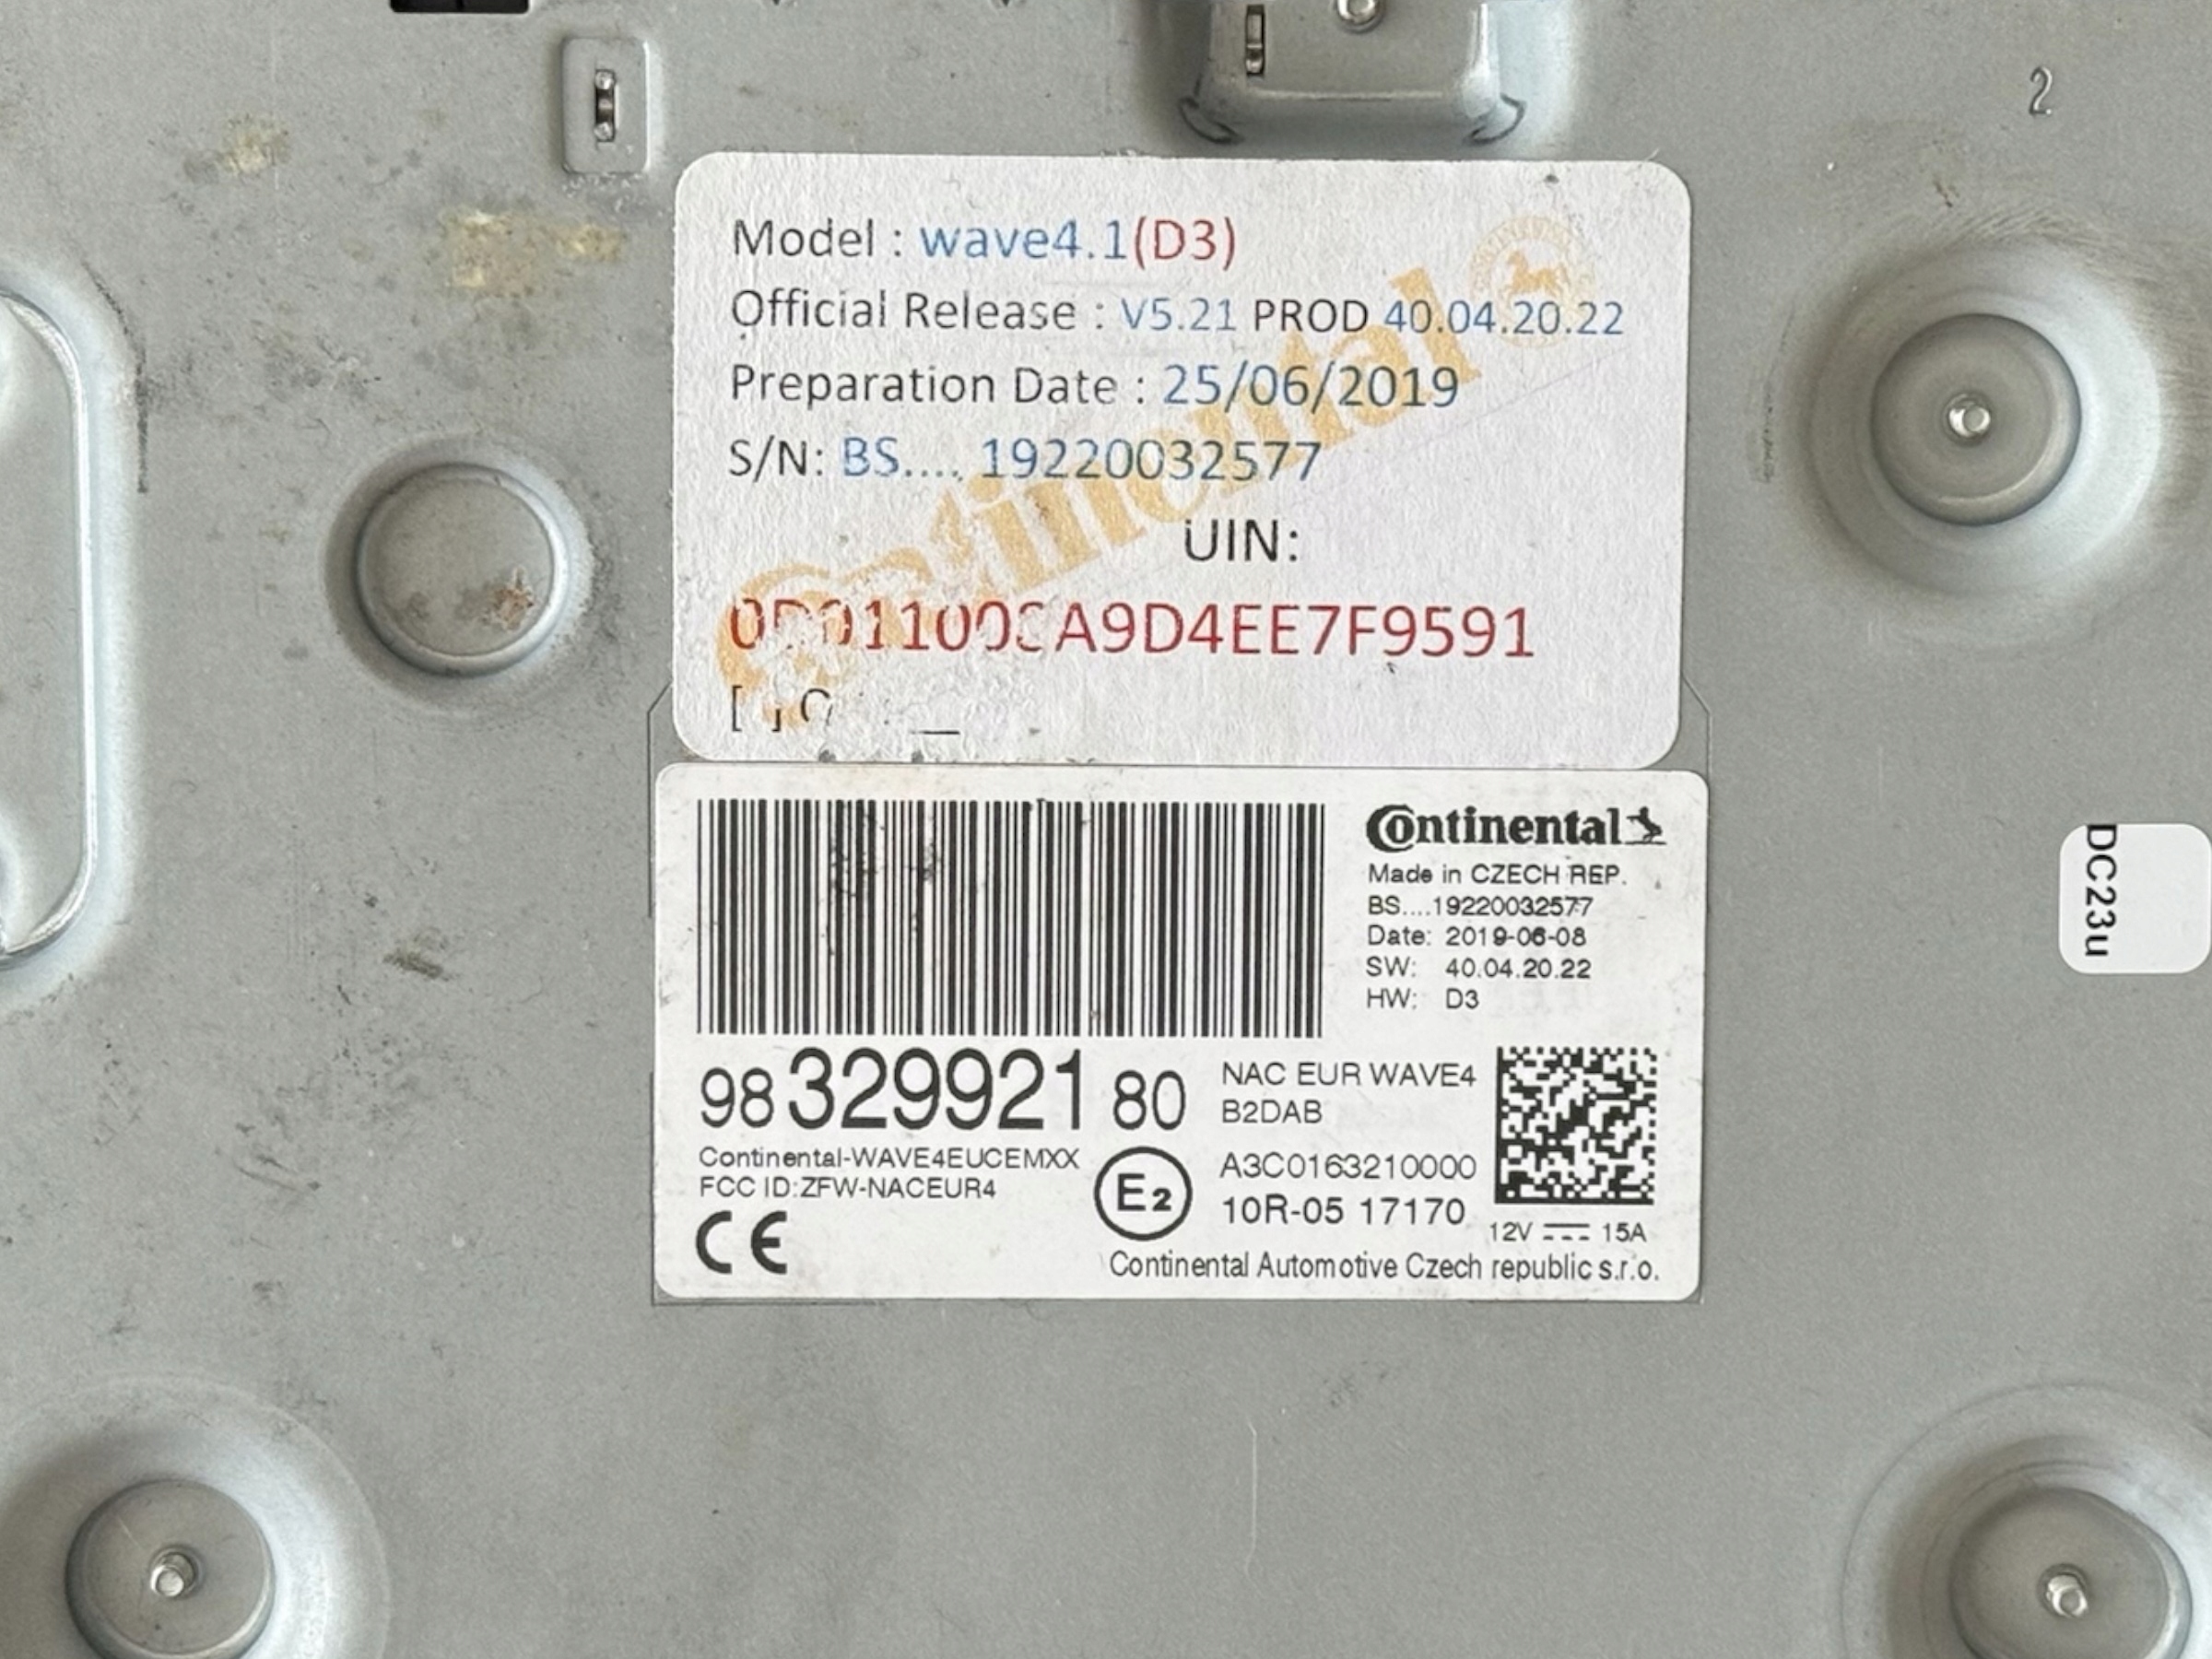 2
Model : wave4.1(D3)
Official Release : V5.21 PROD 40.04.20.22
Preparation Date : 25/06/2019
S/N: BS.... 19220032577
UIN:
Continental
Continental
Made in CZECH REP.
BS....19220032577
Date: 2019-06-08
SW: 40.04.20.22
HW: D3
98 329921 80
NAC EUR WAVE4
B2DAB
Continental-WAVE4EUCEMXX
FCC ID:ZFW-NACEUR4
CE
E2
A3C0163210000
10R-05 17170
12V 15A
Continental Automotive Czech republic s.r.o.
DC23u